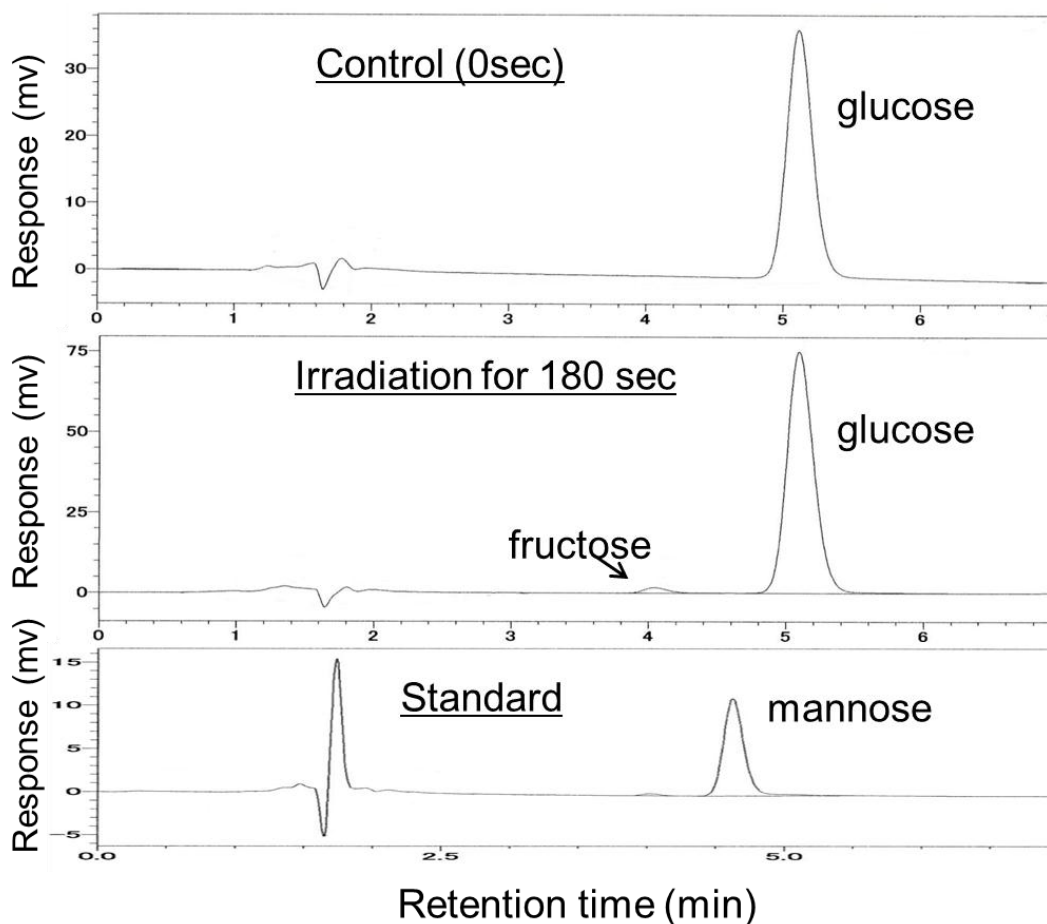 Control (0sec)
glucose
Response (mv)
30
20
10
0
0 1 2 3 4 5 6
Irradiation for 180 sec
glucose
fructose
Response (mv)
75
50
25
0
0 1 2 3 4 5 6
Standard
mannose
Response (mv)
15
10
5
0
−5
0.0 2.5 5.0
Retention time (min)